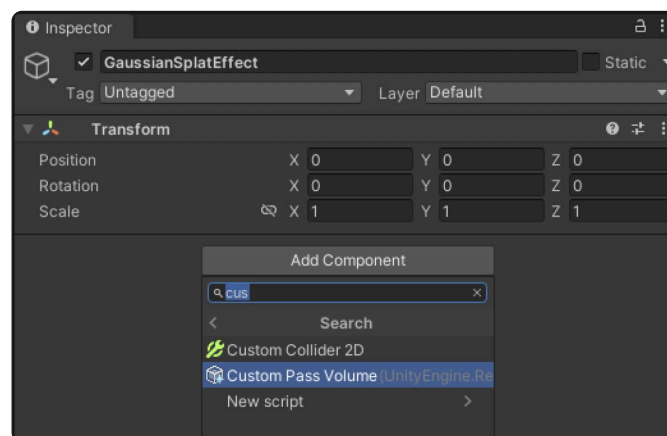 Inspector
GaussianSplatEffect Static
Tag Untagged Layer Default
Transform
Position X 0 Y 0 Z 0
Rotation X 0 Y 0 Z 0
Scale X 1 Y 1 Z 1
Add Component
cus
Search
Custom Collider 2D
Custom Pass Volume (UnityEngine.Re
New script